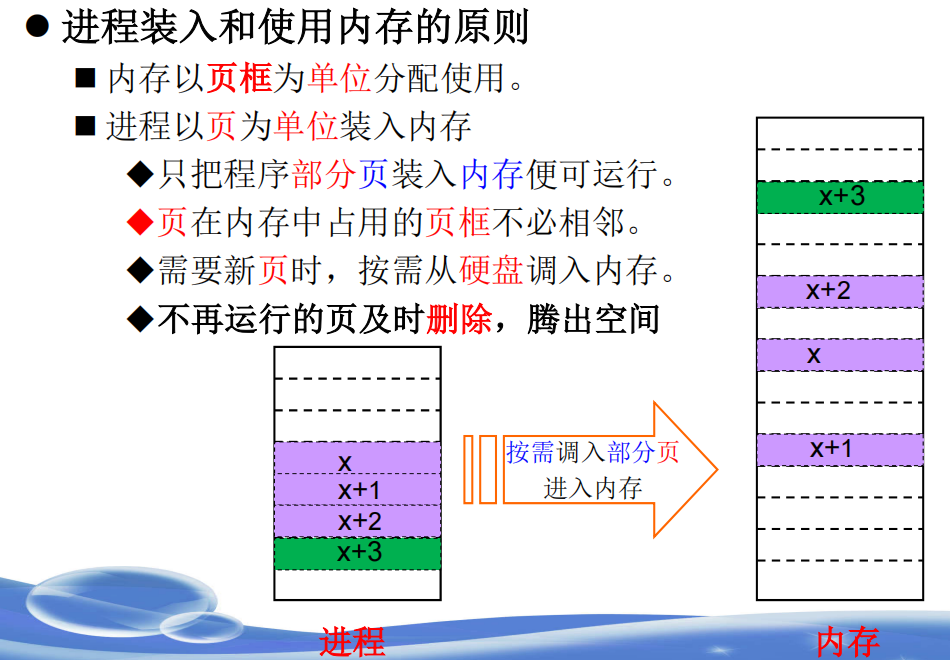 进程装入和使用内存的原则
内存以页框为单位分配使用。
进程以页为单位装入内存
只把程序部分页装入内存便可运行。
页在内存中占用的页框不必相邻。
需要新页时，按需从硬盘调入内存。
不再运行的页及时删除，腾出空间
x
x+1
x+2
x+3
进程
按需调入部分页
进入内存
x+3
x+2
x
x+1
内存